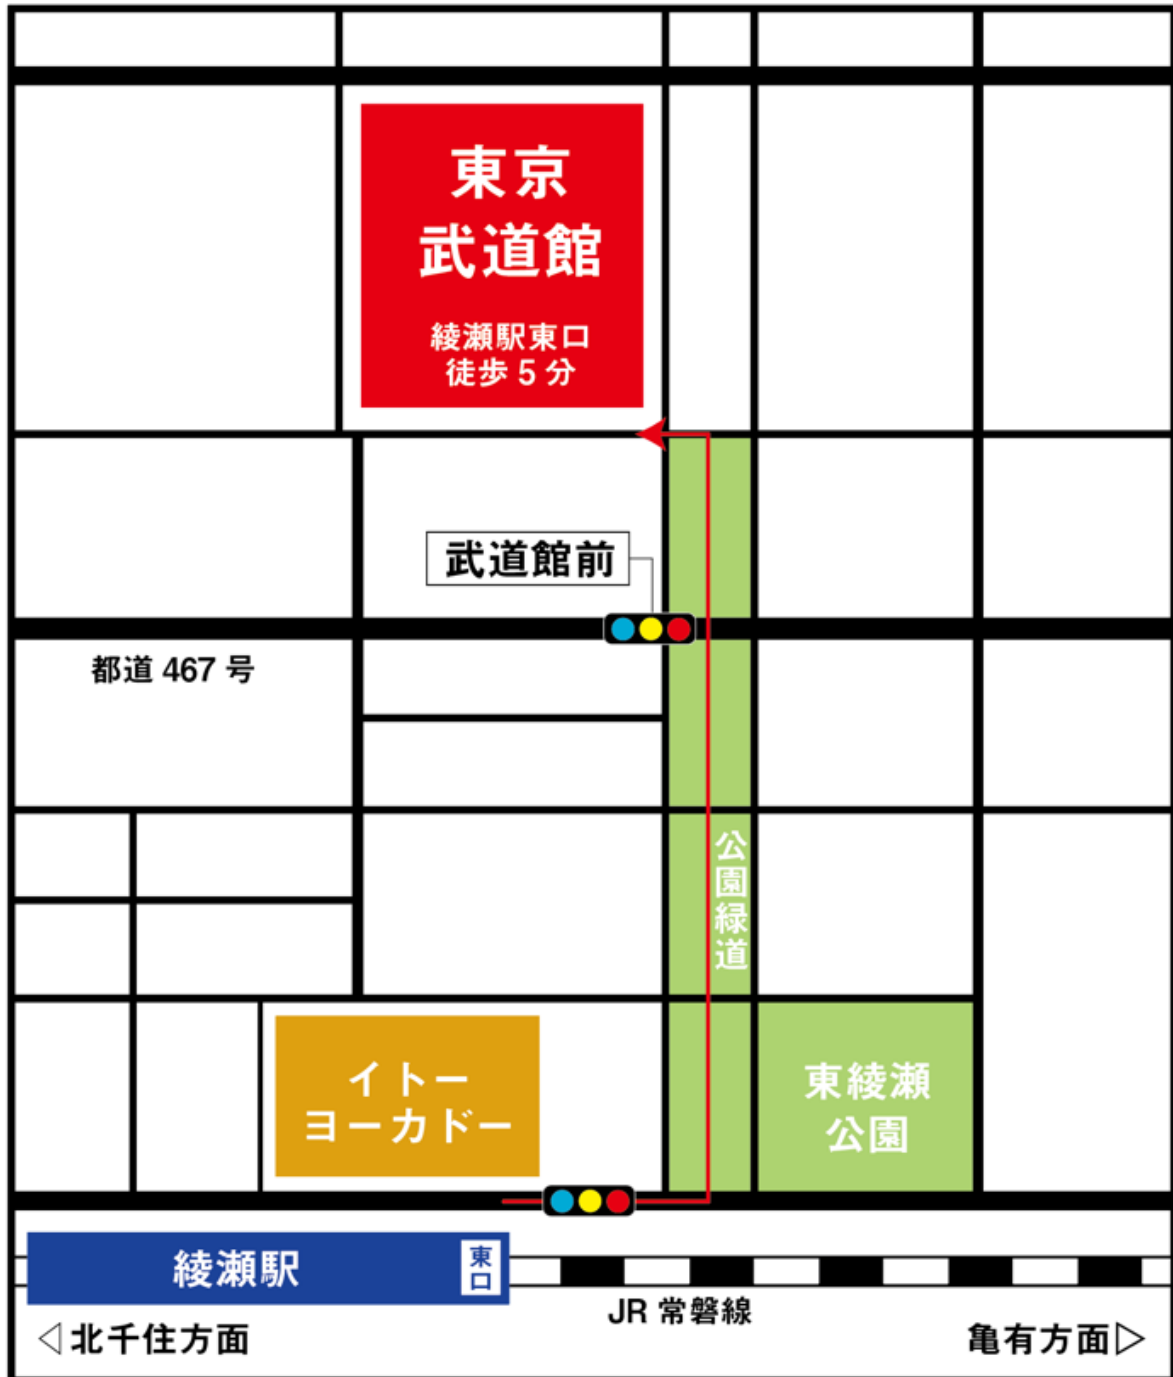 東京
武道館
綾瀬駅東口
徒歩 5 分
武道館前
都道 467 号
公園緑道
イトー
ヨーカドー
東綾瀬
公園
綾瀬駅
東口
JR 常磐線
◁北千住方面
亀有方面▷